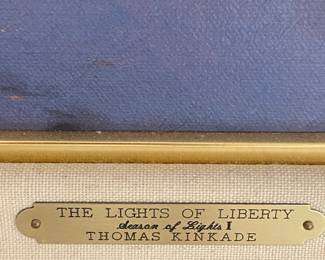 THE LIGHTS OF LIBERTY
Season of Lights I
THOMAS KINKADE